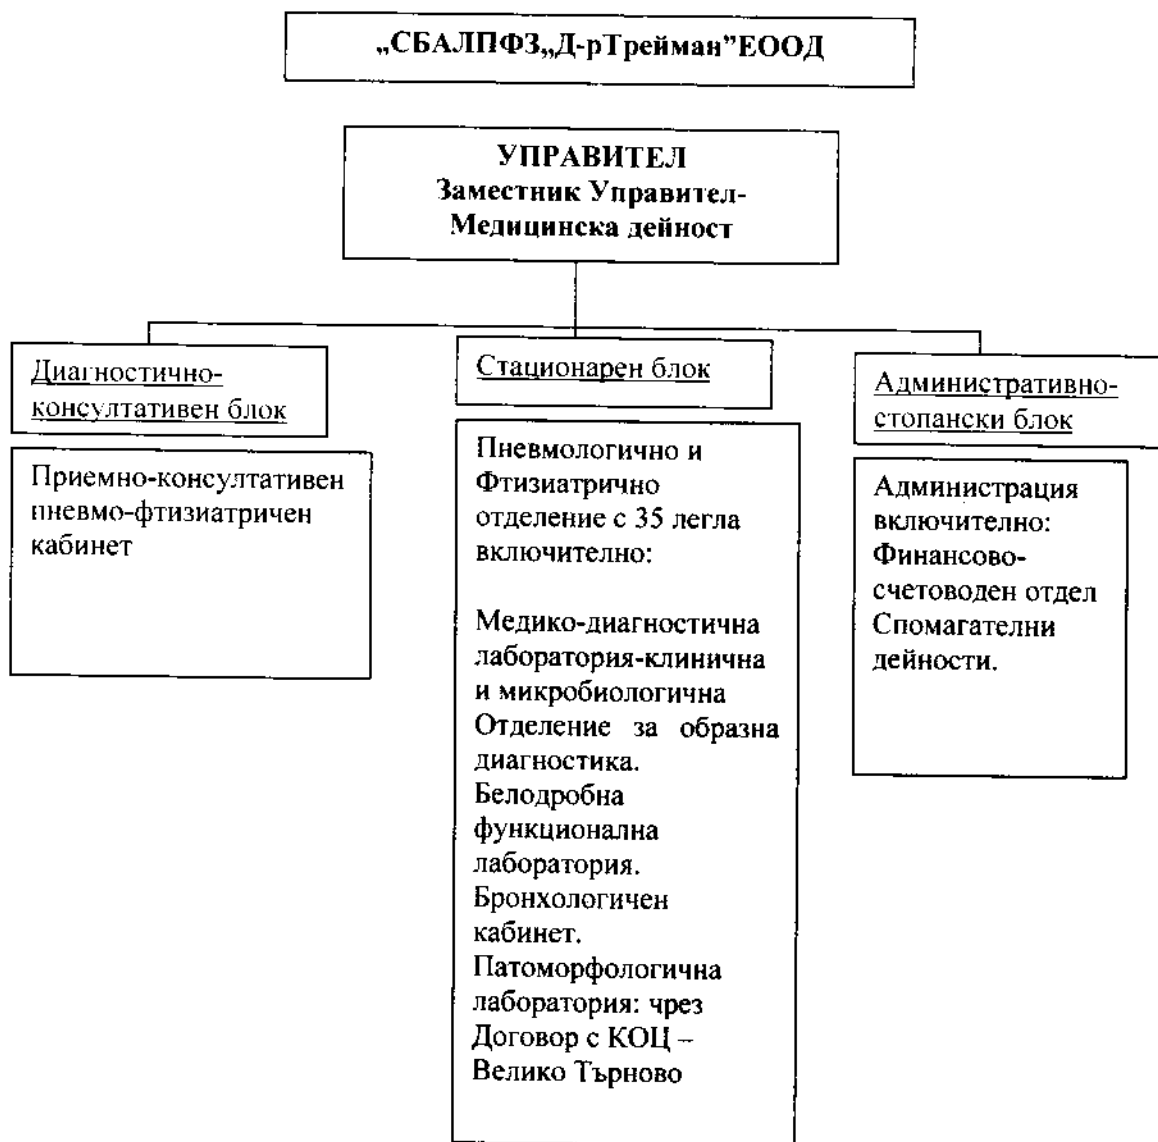 „СБАЛПФЗ„Д-рТрейман”ЕООД
УПРАВИТЕЛ
Заместник Управител-
Медицинска дейност
Диагностично-
консултативен блок
Приемно-консултативен
пневмо-фтизиатричен
кабинет
Стационарен блок
Пневмологично и
Фтизиатрично
отделение с 35 легла
включително:
Медико-диагностична
лаборатория-клинична
и микробиологична
Отделение за образна
диагностика.
Белодробна
функционална
лаборатория.
Бронхологичен
кабинет.
Патоморфологична
лаборатория: чрез
Договор с КОЦ –
Велико Търново
Административно-
стопански блок
Администрация
включително:
Финансово-
счетоводен отдел
Спомагателни
дейности.